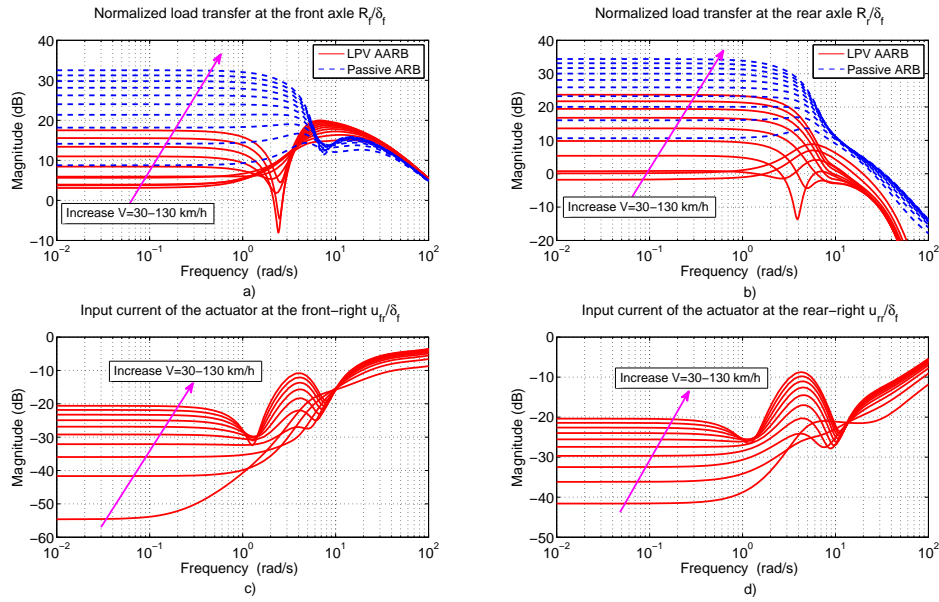 Normalized load transfer at the front axle R_f/δ_f
Magnitude (dB)
40
30
20
10
0
−10
LPV AARB
Passive ARB
Increase V=30−130 km/h
10^−2
10^−1
10^0
10^1
10^2
Frequency (rad/s)
a)
Normalized load transfer at the rear axle R_r/δ_f
Magnitude (dB)
40
30
20
10
0
−10
−20
LPV AARB
Passive ARB
Increase V=30−130 km/h
10^−2
10^−1
10^0
10^1
10^2
Frequency (rad/s)
b)
Input current of the actuator at the front−right u_fr/δ_f
Magnitude (dB)
0
−10
−20
−30
−40
−50
−60
Increase V=30−130 km/h
10^−2
10^−1
10^0
10^1
10^2
Frequency (rad/s)
c)
Input current of the actuator at the rear−right u_rr/δ_f
Magnitude (dB)
0
−10
−20
−30
−40
−50
Increase V=30−130 km/h
10^−2
10^−1
10^0
10^1
10^2
Frequency (rad/s)
d)